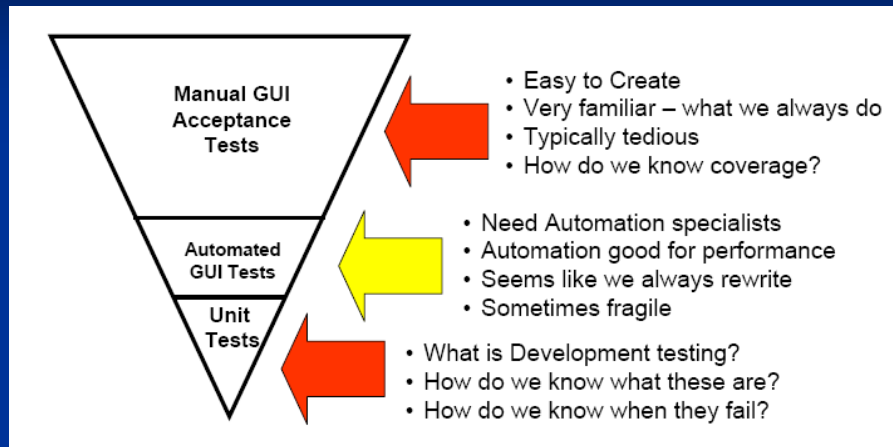 Manual GUI
Acceptance
Tests
• Easy to Create
• Very familiar – what we always do
• Typically tedious
• How do we know coverage?
Automated
GUI Tests
• Need Automation specialists
• Automation good for performance
• Seems like we always rewrite
• Sometimes fragile
Unit
Tests
• What is Development testing?
• How do we know what these are?
• How do we know when they fail?